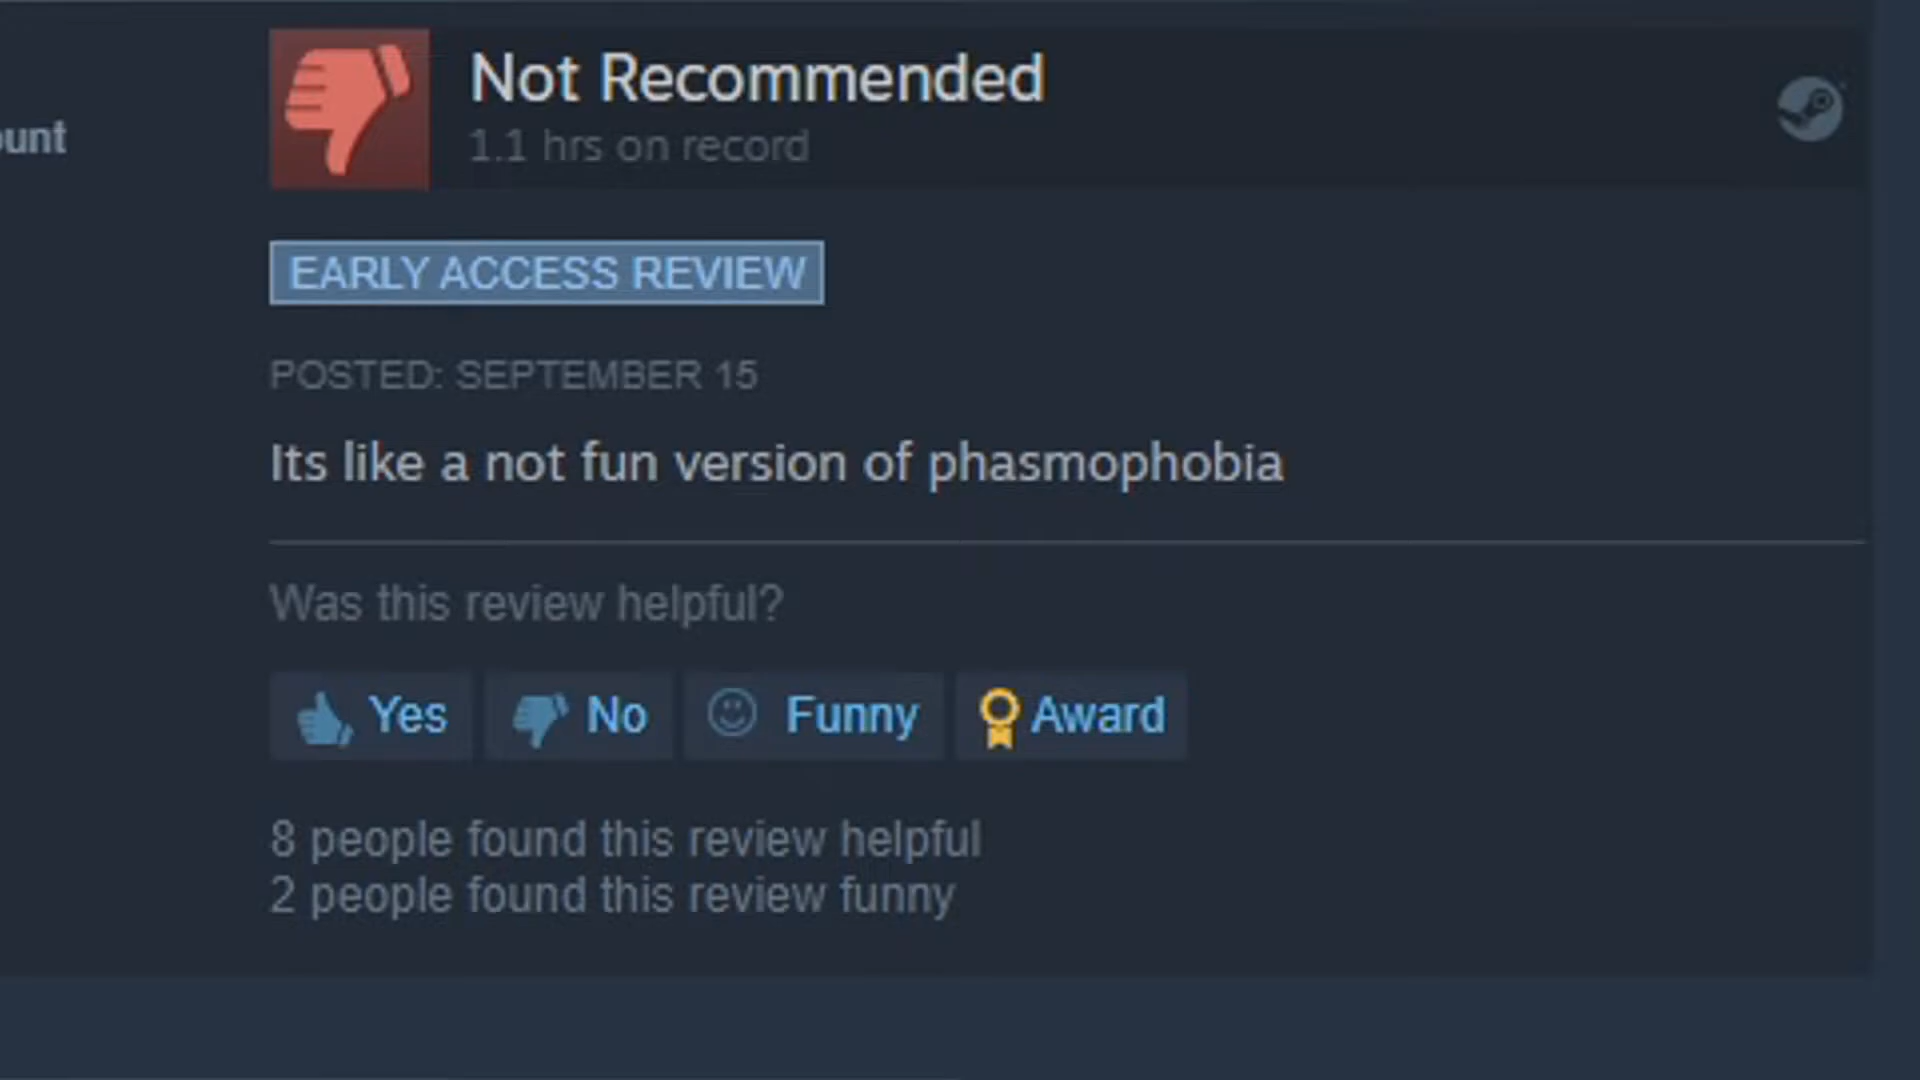 Not Recommended
1.1 hrs on record
ount
EARLY ACCESS REVIEW
POSTED: SEPTEMBER 15
Its like a not fun version of phasmophobia
Was this review helpful?
Yes No Funny Award
8 people found this review helpful
2 people found this review funny